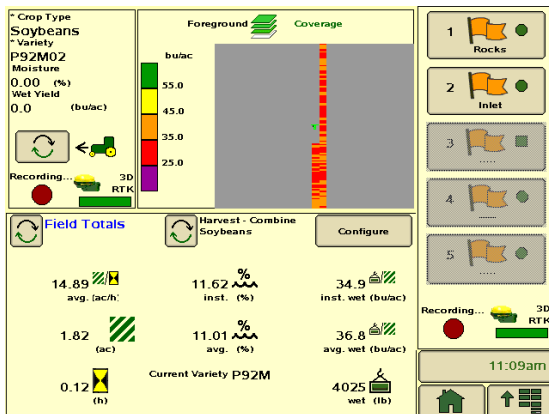 * Crop Type
Soybeans
* Variety
P92M02
Moisture
0.00 (%)
Wet Yield
0.0 (bu/ac)
Recording...
3D
RTK
Foreground
Coverage
bu/ac
55.0
45.0
35.0
25.0
1
Rocks
2
Inlet
3
.....
4
......
5
.....
Recording...
3D
RTK
11:09am
Field Totals
Harvest - Combine
Soybeans
Configure
14.89
avg. (ac/h)
11.62 %
inst. (%)
34.9
inst. wet (bu/ac)
1.82
(ac)
11.01 %
avg. (%)
36.8
avg. wet (bu/ac)
0.12
(h)
Current Variety P92M
4025
wet (lb)